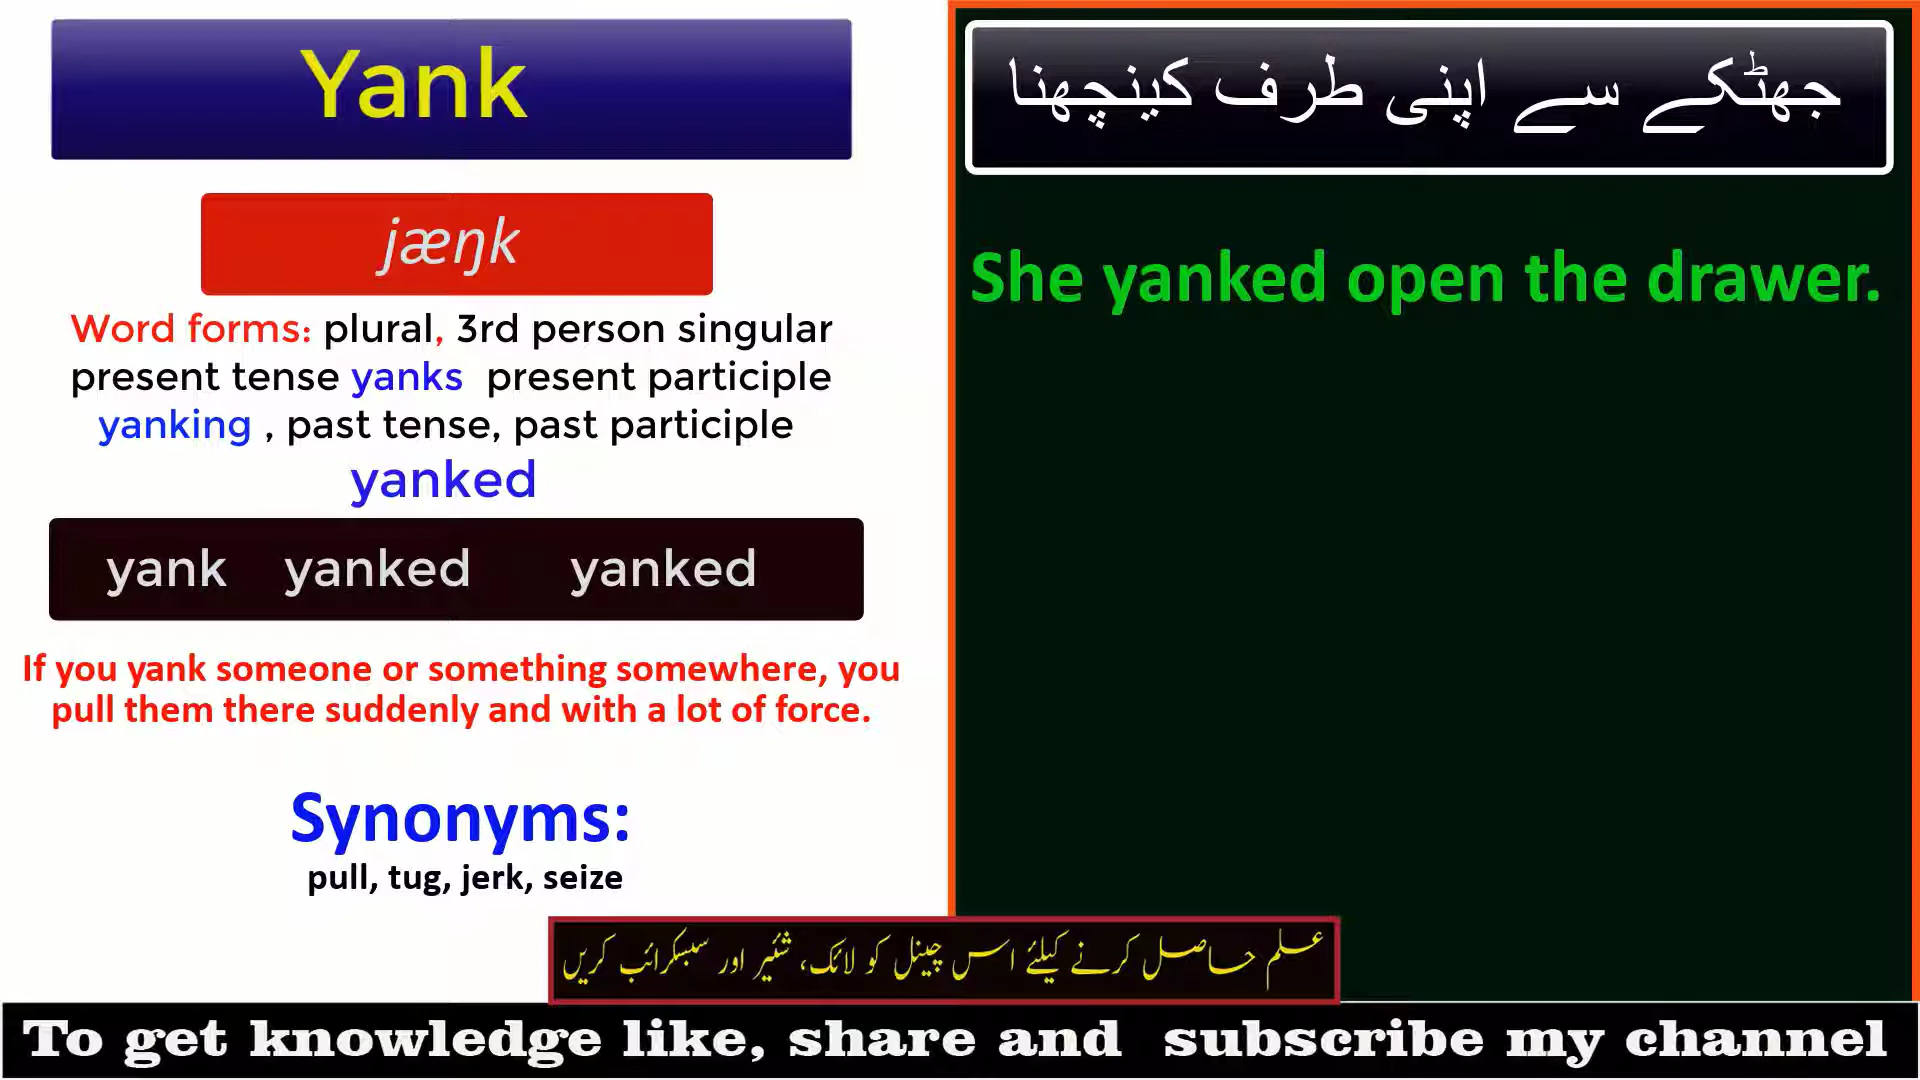 Yank
jæŋk
Word forms: plural, 3rd person singular
present tense yanks present participle
yanking , past tense, past participle
yanked
yank yanked yanked
If you yank someone or something somewhere, you
pull them there suddenly and with a lot of force.
Synonyms:
pull, tug, jerk, seize
جھٹکے سے اپنی طرف کینچھنا
She yanked open the drawer.
علم حاصل کرنے کیلئے اس چینل کو لائک، شئیر اور سبسکرائب کریں
To get knowledge like, share and subscribe my channel